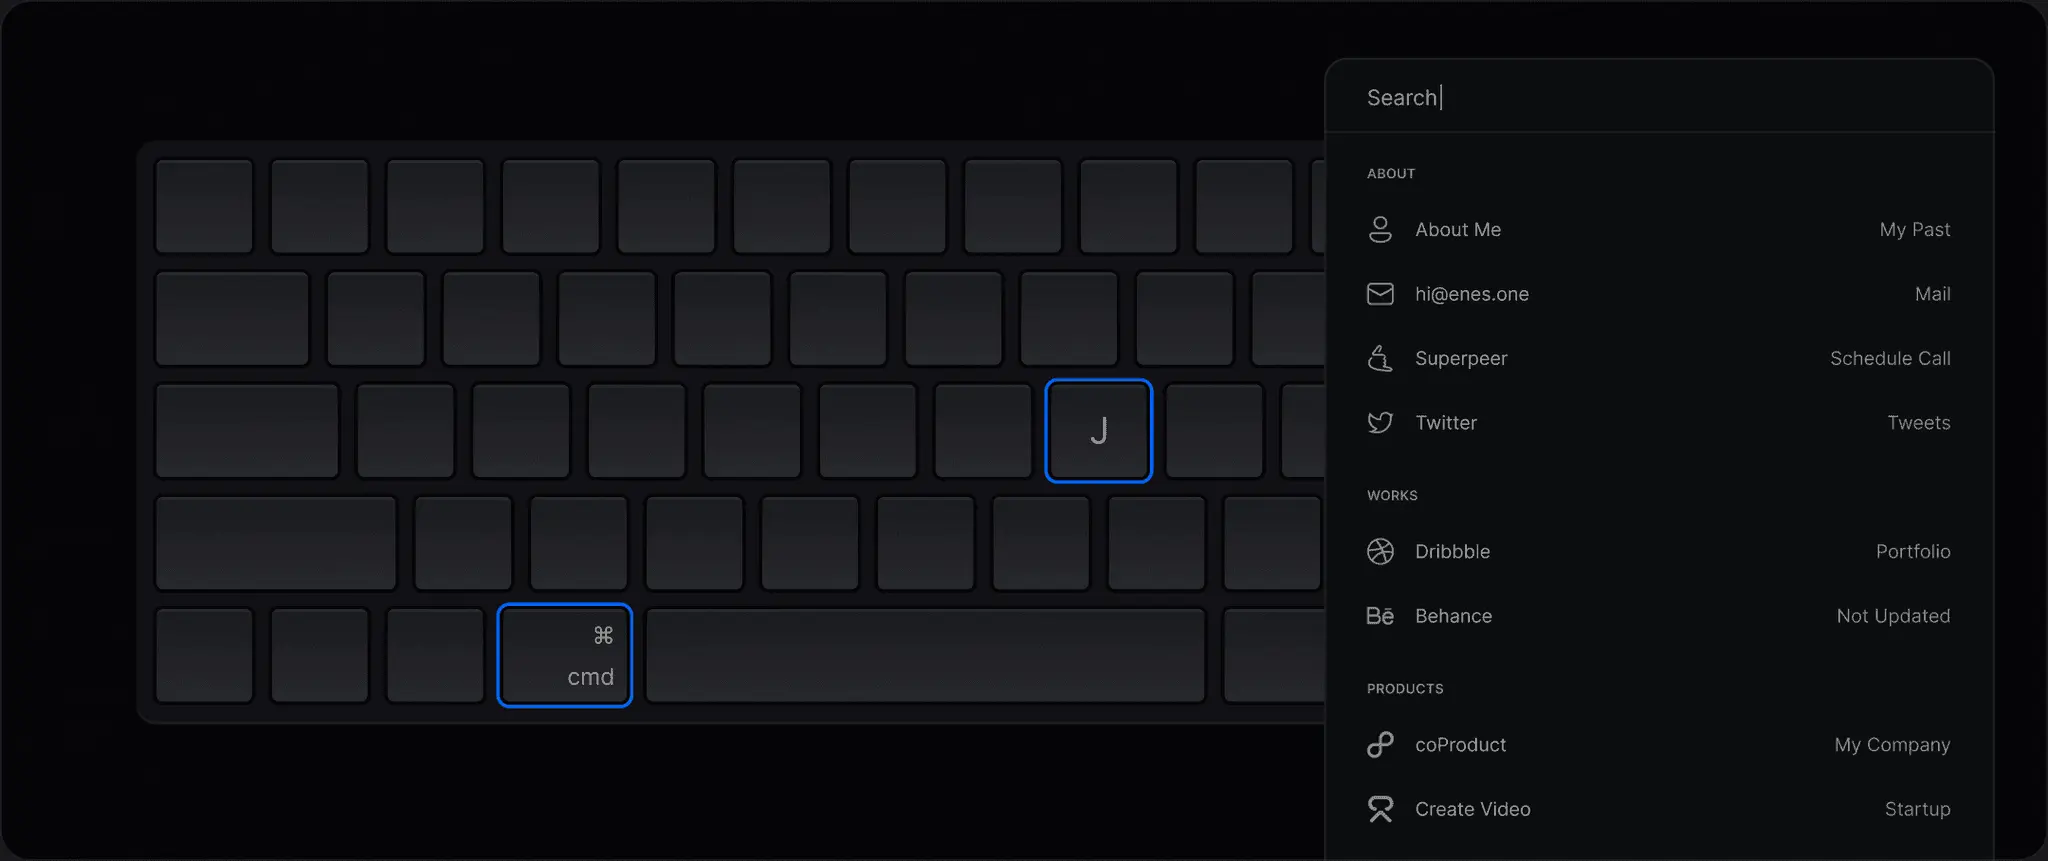 J
⌘
cmd
Search
ABOUT
About Me My Past
hi@enes.one Mail
Superpeer Schedule Call
Twitter Tweets
WORKS
Dribbble Portfolio
Bē Behance Not Updated
PRODUCTS
coProduct My Company
Create Video Startup